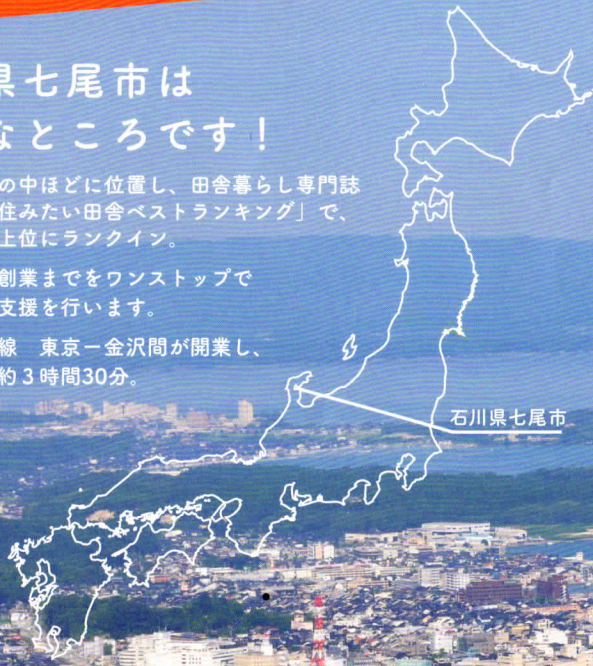 県七尾市は
なところです！
の中ほどに位置し、田舎暮らし専門誌
住みたい田舎ベストランキング」で、
上位にランクイン。
創業までをワンストップで
支援を行います。
線　東京ー金沢間が開業し、
約３時間30分。
石川県七尾市